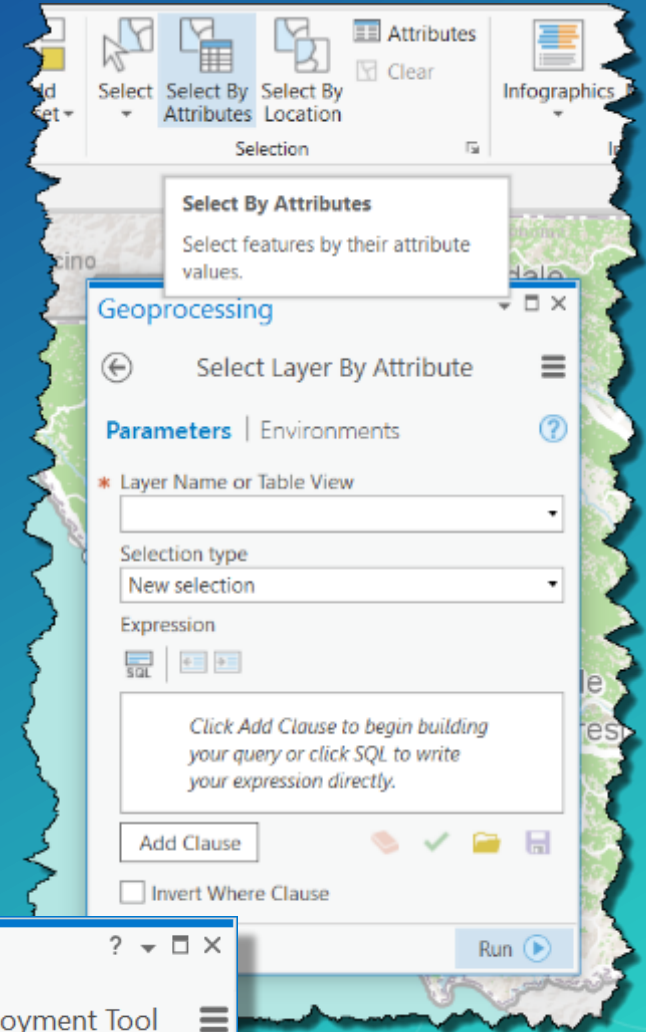 Attributes
Clear
Select
Select By
Attributes
Select By
Location
Infographics
Selection
Select By Attributes
Select features by their attribute
values.
Geoprocessing
Select Layer By Attribute
Parameters | Environments
* Layer Name or Table View
Selection type
New selection
Expression
SQL
Click Add Clause to begin building
your query or click SQL to write
your expression directly.
Add Clause
Invert Where Clause
Run
Tool